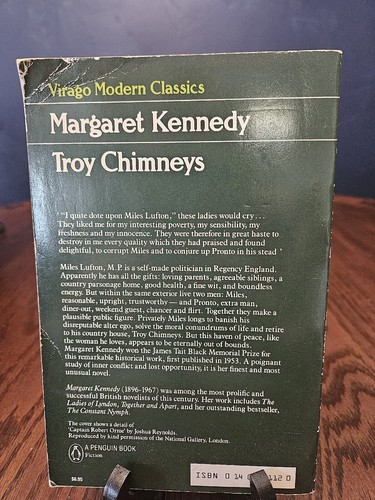 Virago Modern Classics
Margaret Kennedy
Troy Chimneys
'"I quite dote upon Miles Lufton," these ladies would cry...
They liked me for my interesting poverty, my sensibility, my
freshness and my innocence. They were therefore in great haste to
destroy in me every quality which they had praised and found
delightful, to corrupt Miles and to conjure up Pronto in his stead'
Miles Lufton, M.P. is a self-made politician in Regency England.
Apparently he has all the gifts: loving parents, agreeable siblings, a
country parsonage home, good health, a fine wit, and boundless
energy. But within the same exterior live two men: Miles,
reasonable, upright, trustworthy — and Pronto, extra man,
diner-out, weekend guest, chancer and flirt. Together they make a
plausible public figure. Privately Miles longs to banish his
disreputable alter ego, solve the moral conundrums of life and retire
to his country house, Troy Chimneys. But this haven of peace, like
the woman he loves, appears to be eternally out of bounds.
Margaret Kennedy won the James Tait Black Memorial Prize for
this remarkable historical work, first published in 1953. A poignant
study of inner conflict and lost opportunity, it is her finest and most
unusual novel.
Margaret Kennedy (1896-1967) was among the most prolific and
successful British novelists of this century. Her work includes The
Ladies of Lyndon, Together and Apart, and her outstanding bestseller,
The Constant Nymph.
The cover shows a detail of
'Captain Robert Orme' by Joshua Reynolds.
Reproduced by kind permission of the National Gallery, London.
A PENGUIN BOOK
Fiction
ISBN 0 14 112 0
$6.95